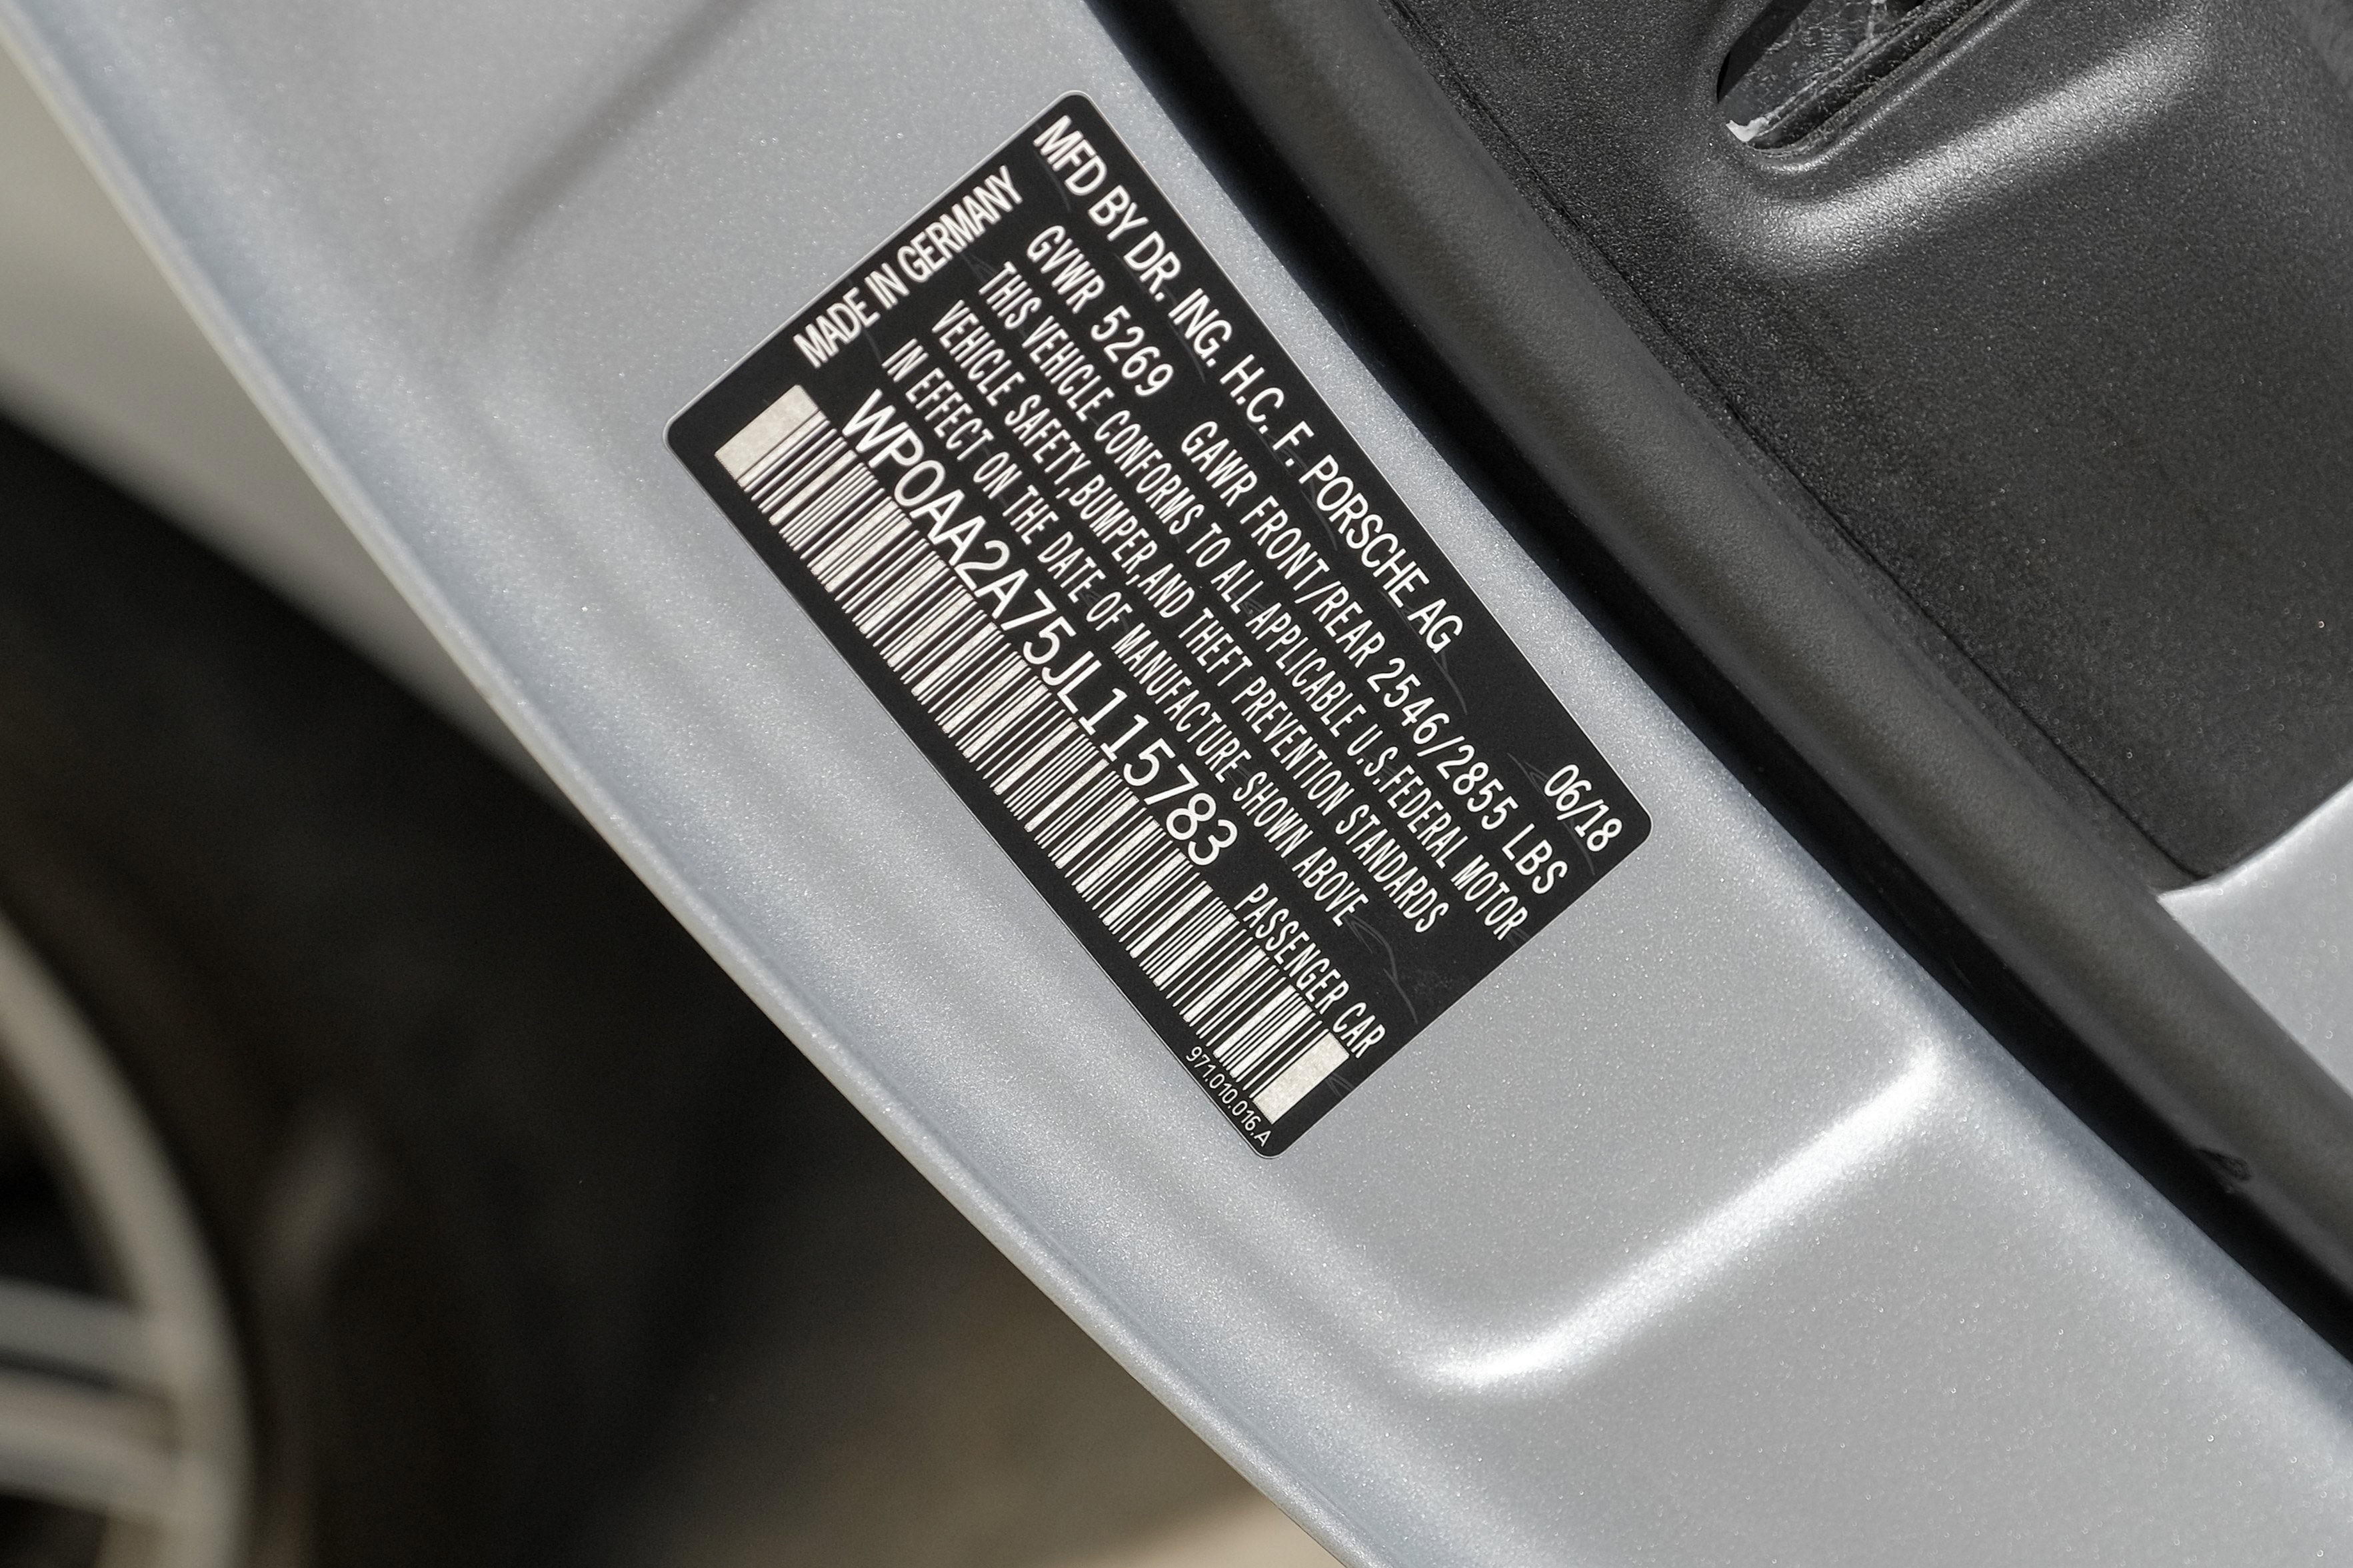 MFD BY DR. ING. H.C. F. PORSCHE AG 06/18
GVWR 5269 GAWR FRONT/REAR 2546/2855 LBS
THIS VEHICLE CONFORMS TO ALL APPLICABLE U.S.FEDERAL MOTOR
VEHICLE SAFETY,BUMPER,AND THEFT PREVENTION STANDARDS
IN EFFECT ON THE DATE OF MANUFACTURE SHOWN ABOVE
WP0AA2A75JL115783 PASSENGER CAR
MADE IN GERMANY
971.010.016.A